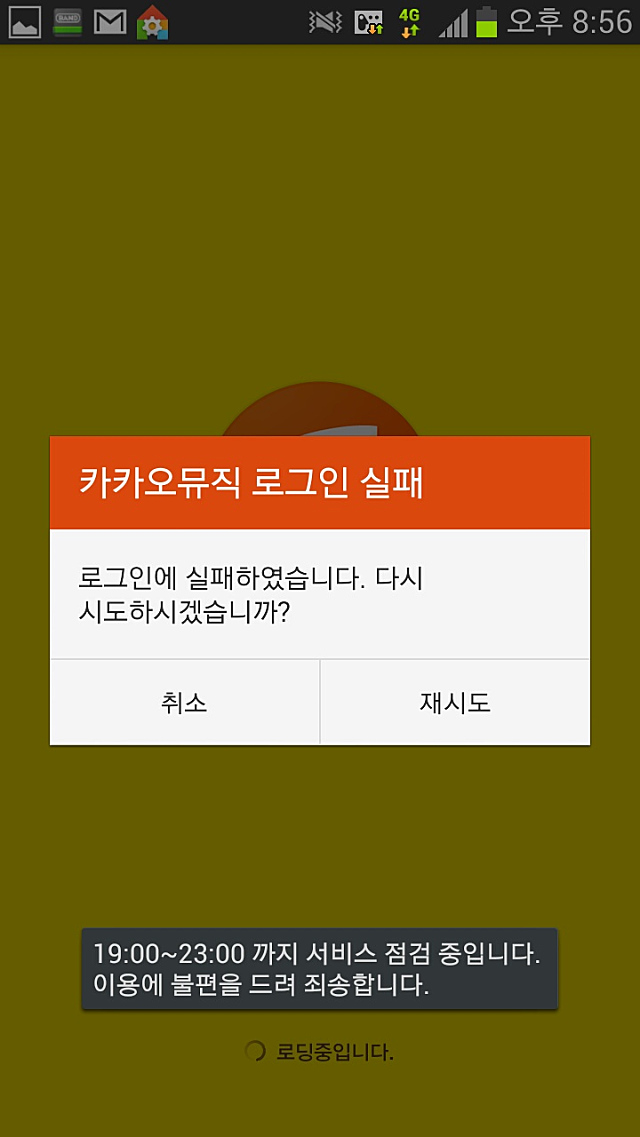 BAND
4G
오후 8:56
카카오뮤직 로그인 실패
로그인에 실패하였습니다. 다시
시도하시겠습니까?
취소
재시도
19:00~23:00 까지 서비스 점검 중입니다.
이용에 불편을 드려 죄송합니다.
로딩중입니다.